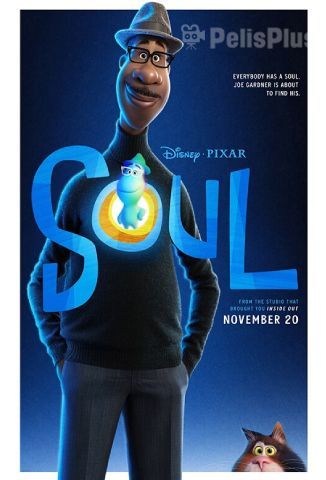 PelisPlus
EVERYBODY HAS A SOUL.
JOE GARDNER IS ABOUT
TO FIND HIS.
Disney · PIXAR
SOUL
FROM THE STUDIO THAT
BROUGHT YOU INSIDE OUT
NOVEMBER 20